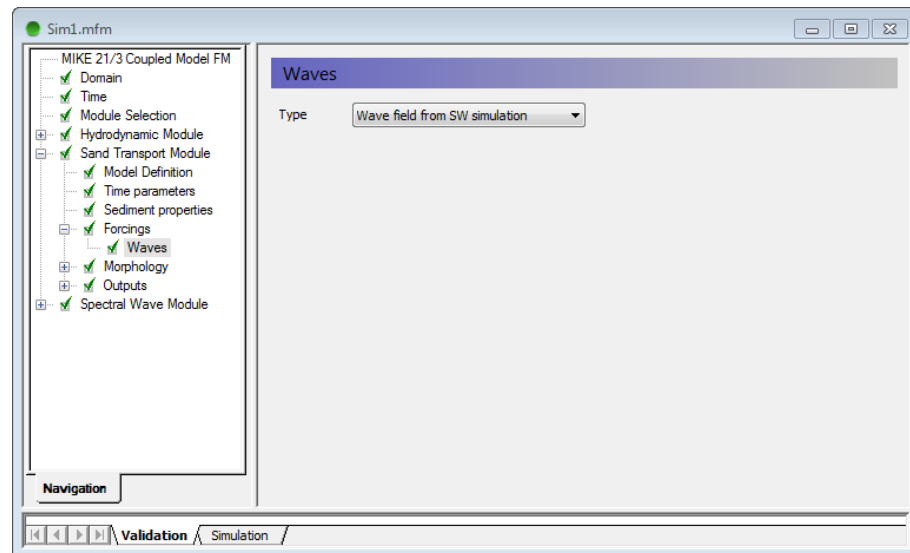 Sim1.mfm
MIKE 21/3 Coupled Model FM
Domain
Time
Module Selection
Hydrodynamic Module
Sand Transport Module
Model Definition
Time parameters
Sediment properties
Forcings
Waves
Morphology
Outputs
Spectral Wave Module
Navigation
Waves
Type Wave field from SW simulation
Validation Simulation